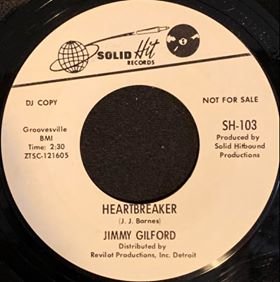 SOLID Hit
RECORDS
DJ COPY
NOT FOR SALE
Groovesville
BMI
Time: 2:30
ZTSC-121605
SH-103
Produced by
Solid Hitbound
Productions
HEARTBREAKER
(J. J. Barnes)
JIMMY GILFORD
Distributed by
Revilot Productions, Inc. Detroit